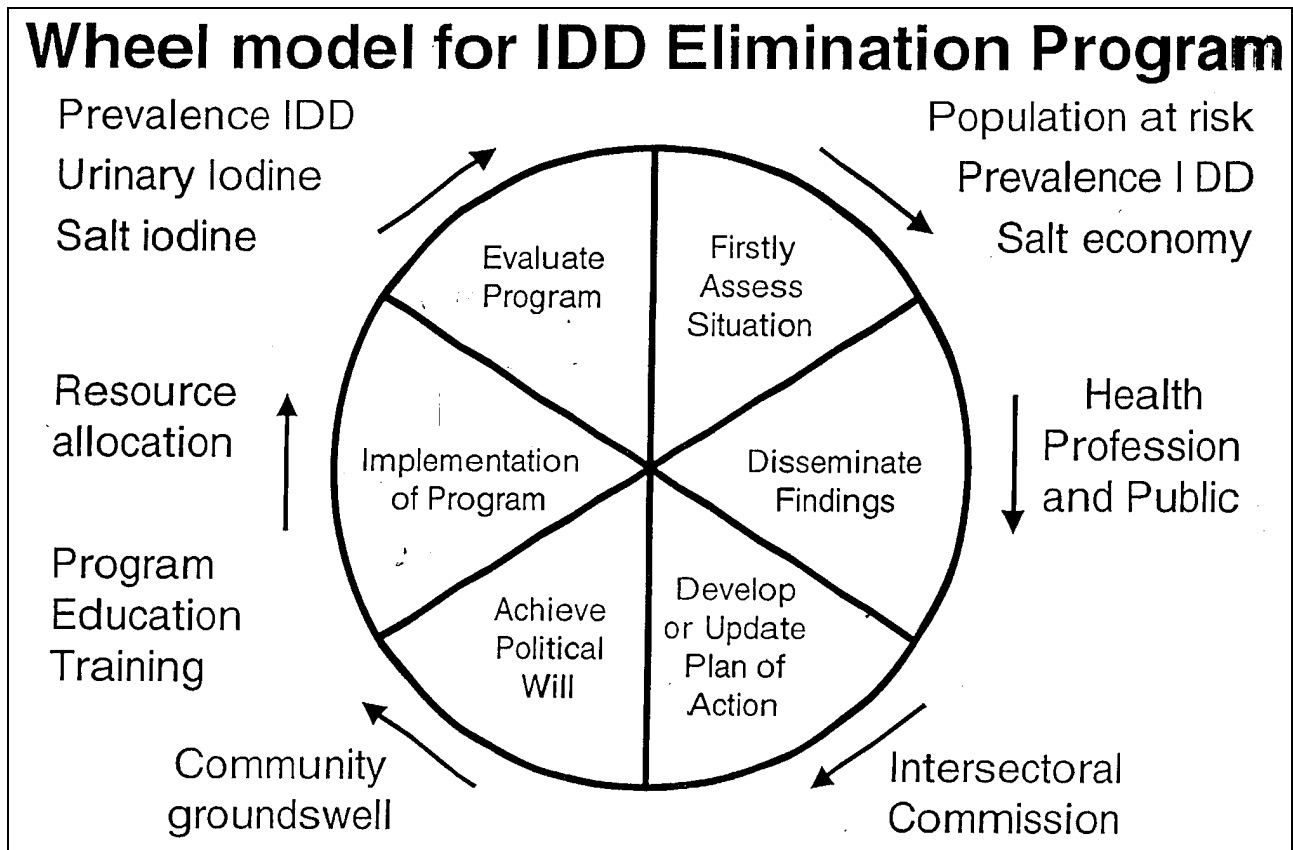 Wheel model for IDD Elimination Program
Prevalence IDD
Urinary Iodine
Salt iodine
Population at risk
Prevalence I DD
Salt economy
Evaluate
Program
Firstly
Assess
Situation
Resource
allocation
Implementation
of Program
Disseminate
Findings
Health
Profession
and Public
Program
Education
Training
Achieve
Political
Will
Develop
or Update
Plan of
Action
Community
groundswell
Intersectoral
Commission